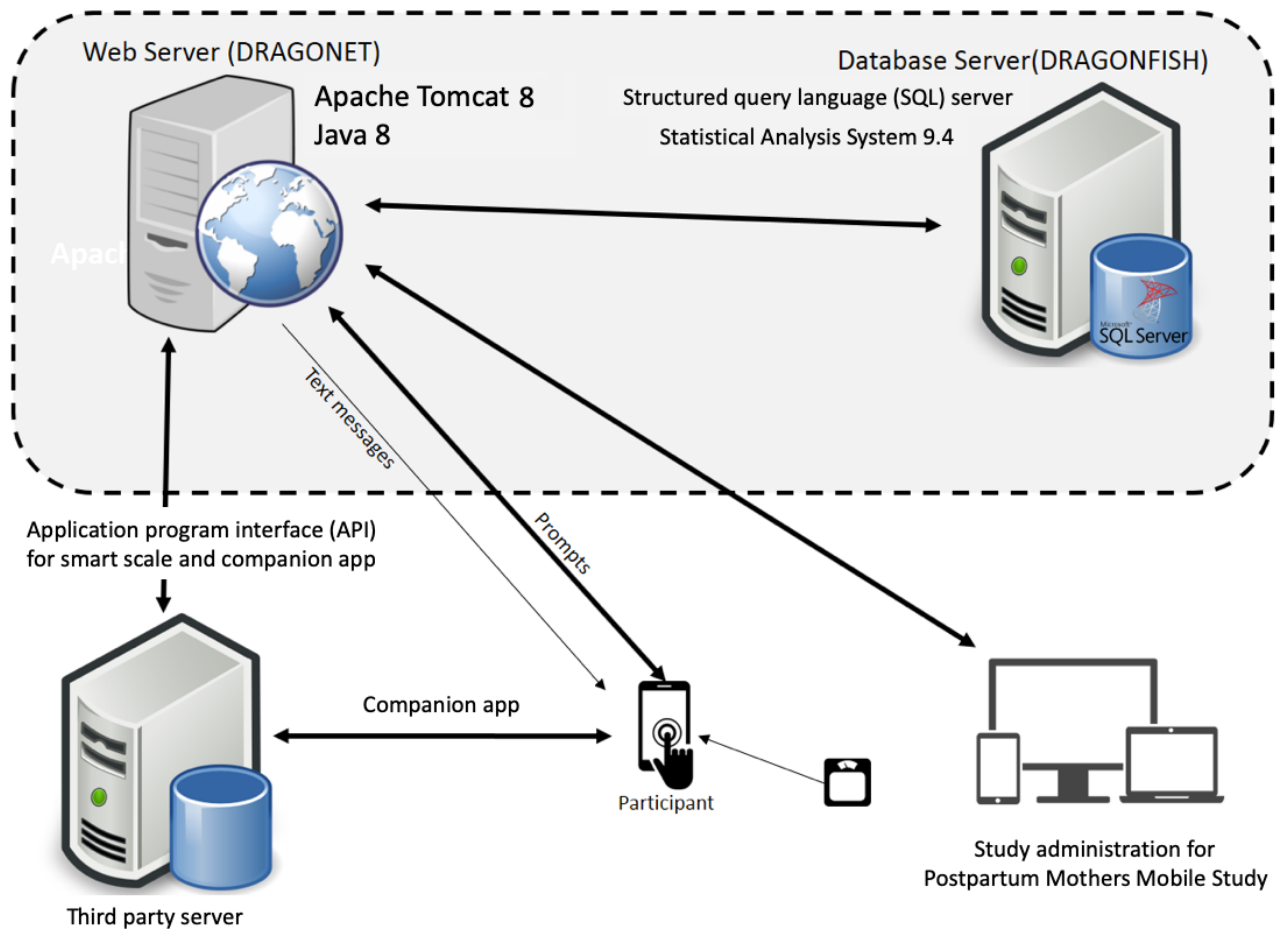 Web Server (DRAGONET)
Apache Tomcat 8
Java 8
Database Server(DRAGONFISH)
Structured query language (SQL) server
Statistical Analysis System 9.4
Apach
Microsoft
SQL Server
Text messages
Prompts
Application program interface (API)
for smart scale and companion app
Companion app
Participant
Third party server
Study administration for
Postpartum Mothers Mobile Study